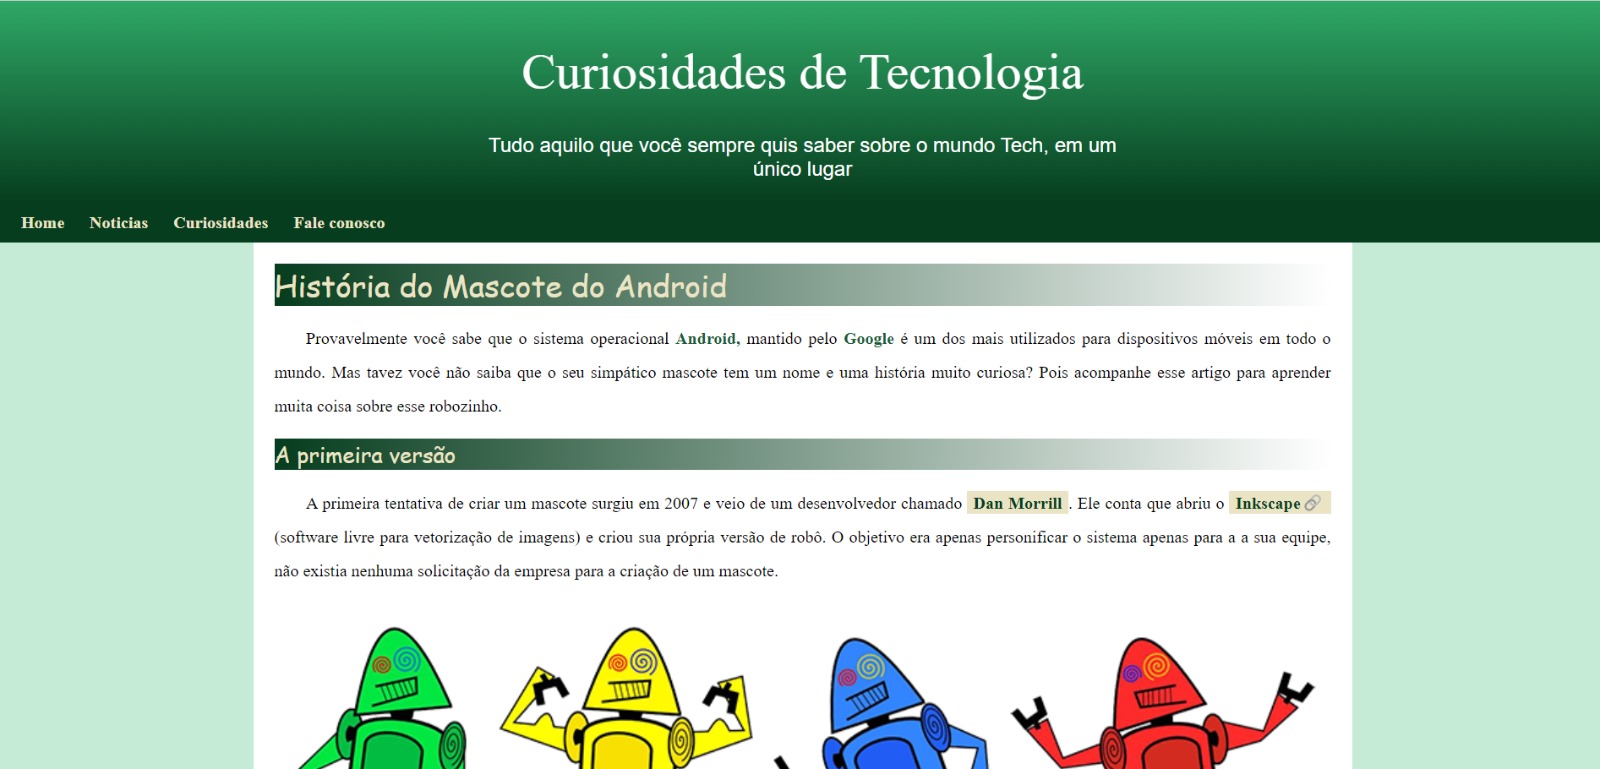 Curiosidades de Tecnologia
Tudo aquilo que você sempre quis saber sobre o mundo Tech, em um
único lugar
Home Noticias Curiosidades Fale conosco
História do Mascote do Android
Provavelmente você sabe que o sistema operacional Android, mantido pelo Google é um dos mais utilizados para dispositivos móveis em todo o
mundo. Mas tavez você não saiba que o seu simpático mascote tem um nome e uma história muito curiosa? Pois acompanhe esse artigo para aprender
muita coisa sobre esse robozinho.
A primeira versão
A primeira tentativa de criar um mascote surgiu em 2007 e veio de um desenvolvedor chamado Dan Morrill. Ele conta que abriu o Inkscape
(software livre para vetorização de imagens) e criou sua própria versão de robô. O objetivo era apenas personificar o sistema apenas para a a sua equipe,
não existia nenhuma solicitação da empresa para a criação de um mascote.